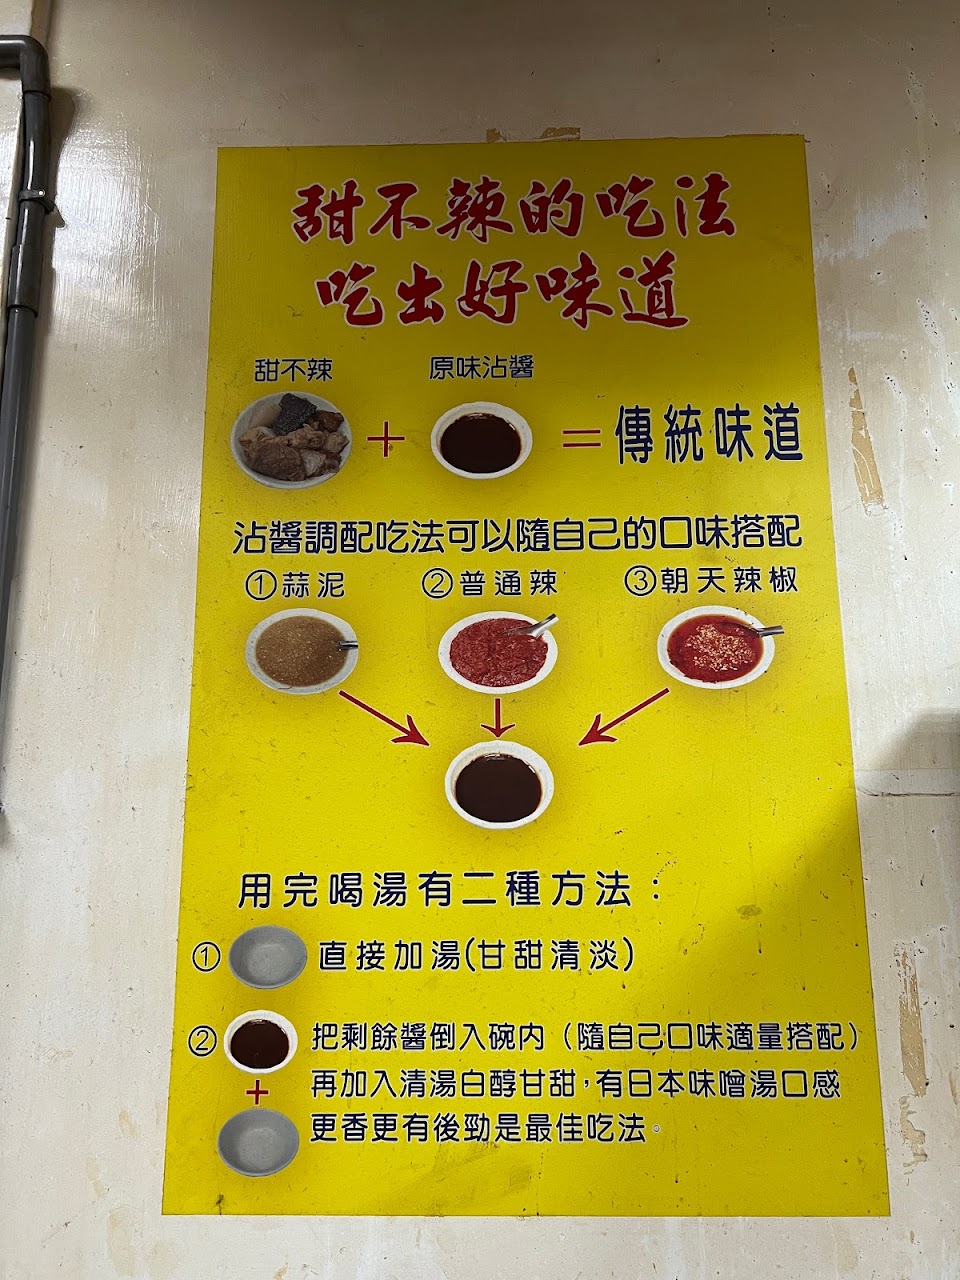 甜不辣的吃法
吃出好味道
甜不辣 原味沾醬
+ = 傳統味道
沾醬調配吃法可以隨自己的口味搭配
①蒜泥 ②普通辣 ③朝天辣椒
用完喝湯有二種方法：
① 直接加湯(甘甜清淡)
② 把剩餘醬倒入碗內（隨自己口味適量搭配）
+ 再加入清湯白醇甘甜，有日本味噌湯口感
更香更有後勁是最佳吃法。